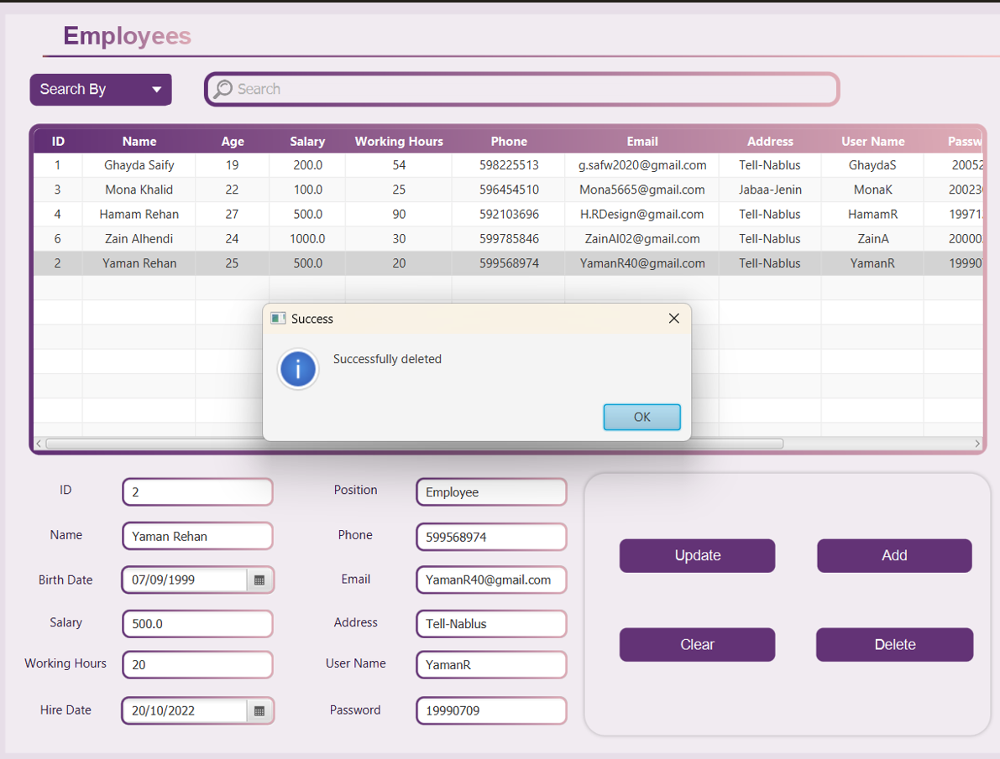 Employees
Search By
Search
ID Name Age Salary Working Hours Phone Email Address User Name Passw
1 Ghayda Saify 19 200.0 54 598225513 g.safw2020@gmail.com Tell-Nablus GhaydaS 20052
3 Mona Khalid 22 100.0 25 596454510 Mona5665@gmail.com Jabaa-Jenin MonaK 20023
4 Hamam Rehan 27 500.0 90 592103696 H.RDesign@gmail.com Tell-Nablus HamamR 19971
6 Zain Alhendi 24 1000.0 30 599785846 ZainAl02@gmail.com Tell-Nablus ZainA 20000
2 Yaman Rehan 25 500.0 20 599568974 YamanR40@gmail.com Tell-Nablus YamanR 19990
Success
Successfully deleted
OK
ID 2 Position Employee
Name Yaman Rehan Phone 599568974
Birth Date 07/09/1999 Email YamanR40@gmail.com
Salary 500.0 Address Tell-Nablus
Working Hours 20 User Name YamanR
Hire Date 20/10/2022 Password 19990709
Update Add
Clear Delete